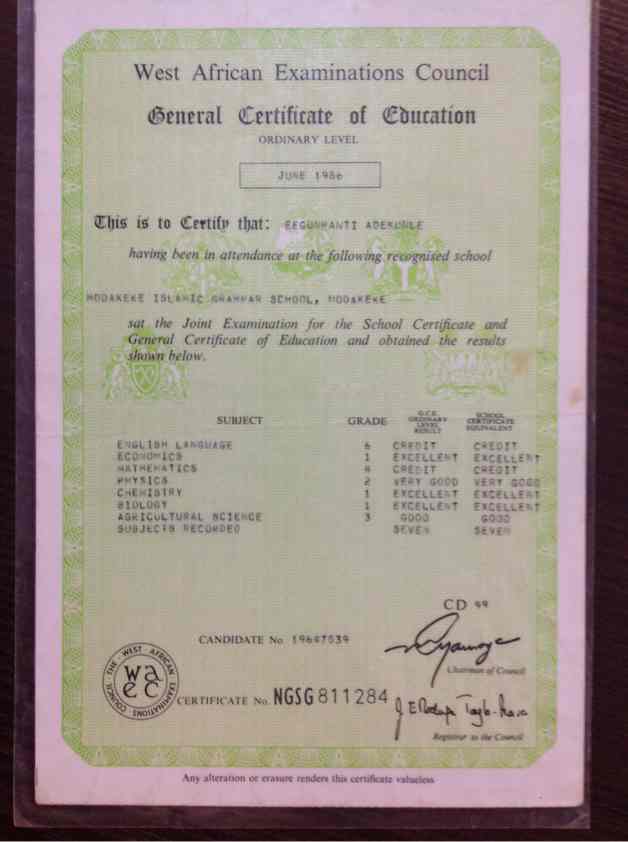 West African Examinations Council
General Certificate of Education
ORDINARY LEVEL
JUNE 1986
This is to Certify that: EEGUNRANTI ADEKUNLE
having been in attendance at the following recognised school
MODAKEKE ISLAMIC GRAMMAR SCHOOL, MODAKEKE
sat the Joint Examination for the School Certificate and
General Certificate of Education and obtained the results
shown below.
SUBJECT GRADE G.C.E. ORDINARY LEVEL RESULT SCHOOL CERTIFICATE EQUIVALENT
ENGLISH LANGUAGE 6 CREDIT CREDIT
ECONOMICS 1 EXCELLENT EXCELLENT
MATHEMATICS CREDIT CREDIT
PHYSICS 2 VERY GOOD VERY GOOD
CHEMISTRY 1 EXCELLENT EXCELLENT
BIOLOGY 1 EXCELLENT EXCELLENT
AGRICULTURAL SCIENCE 3 GOOD GOOD
SUBJECTS RECORDED SEVEN SEVEN
CD 99
CANDIDATE No.
Chairman of Council
THE WEST AFRICAN EXAMINATIONS COUNCIL
wa
ec
CERTIFICATE No. NGSG 811284
Registrar to the Council
Any alteration or erasure renders this certificate valueless